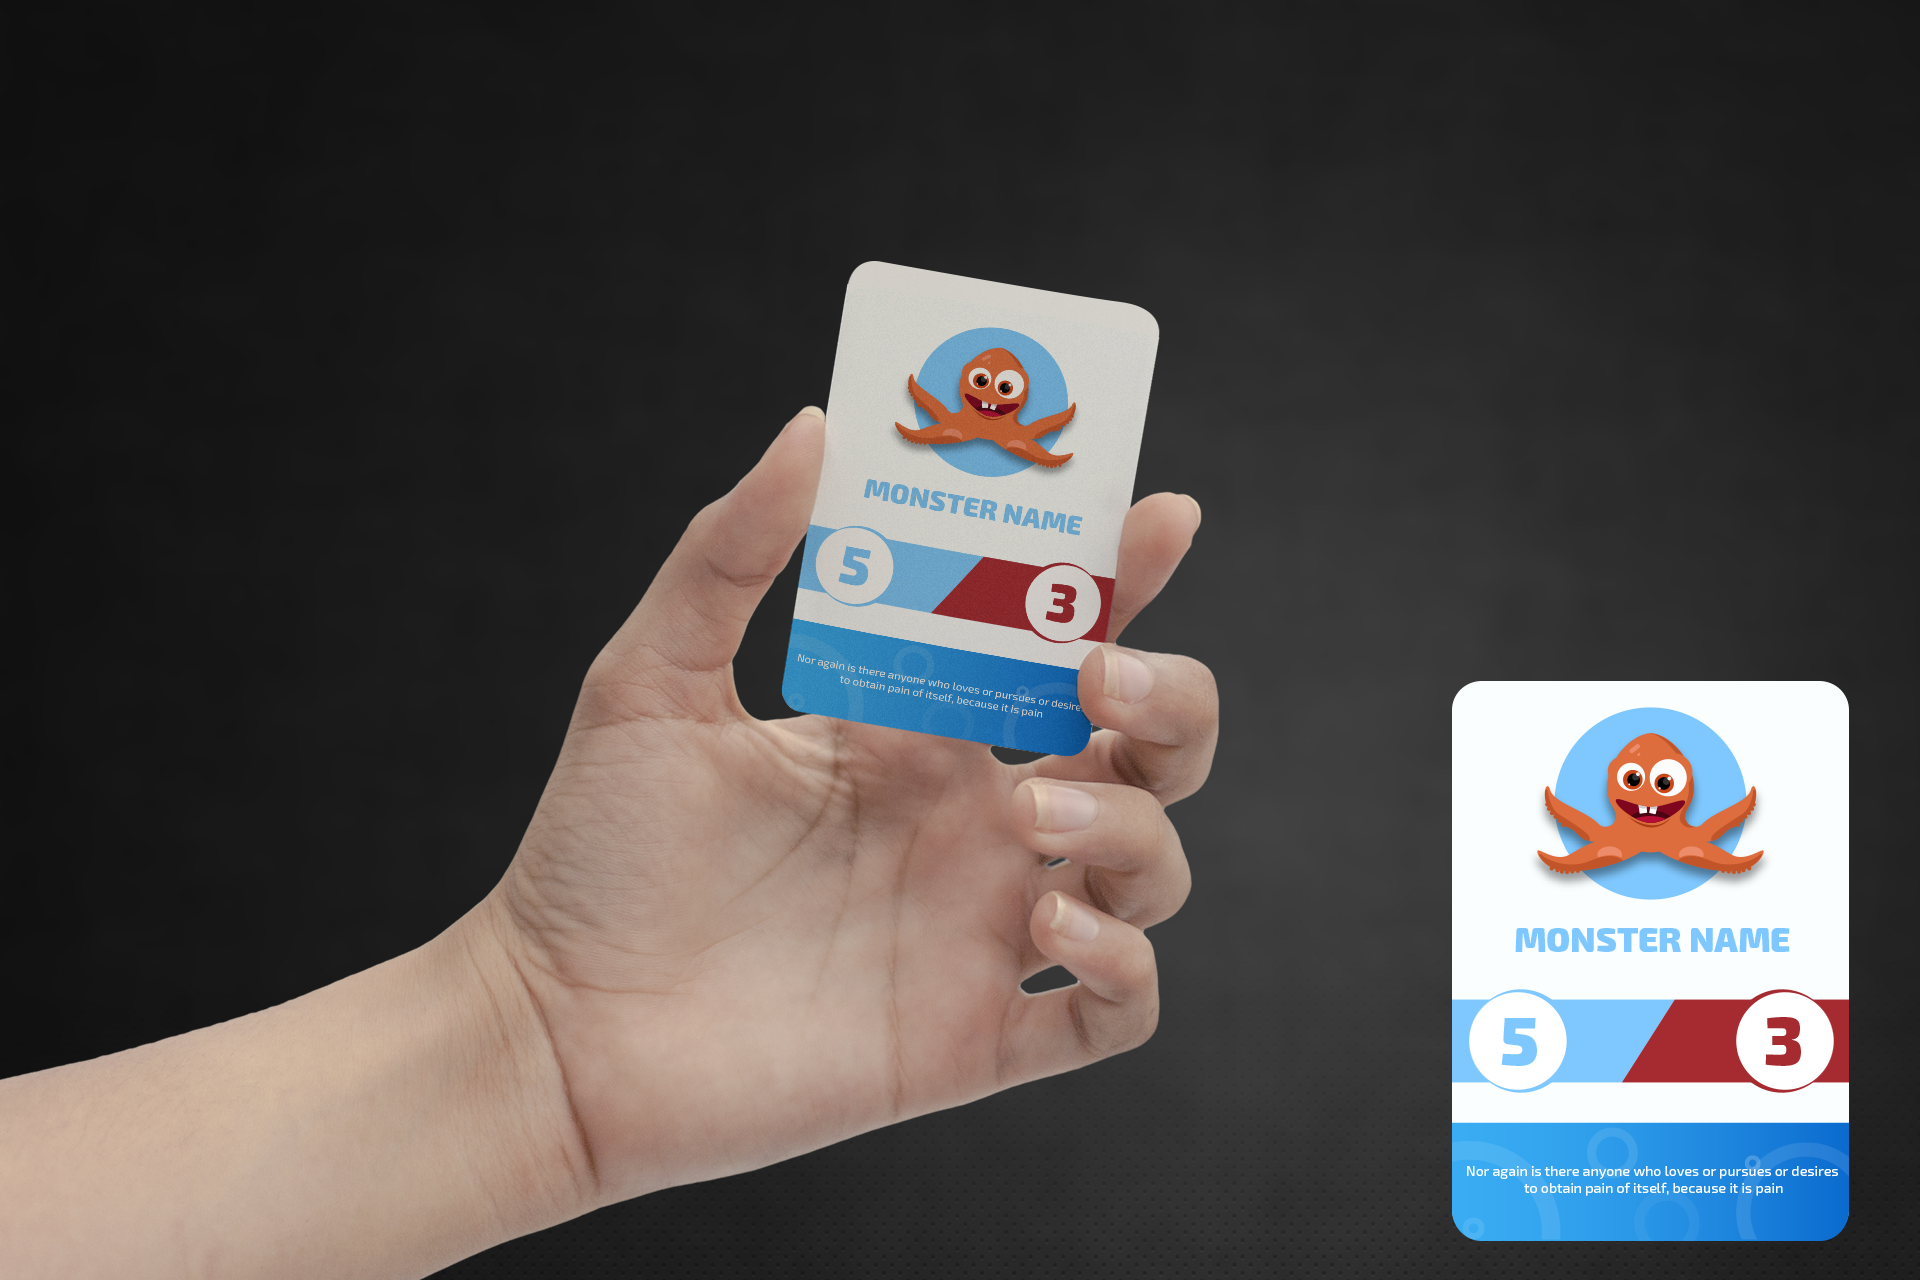 MONSTER NAME
5
3
Nor again is there anyone who loves or pursues or desire
to obtain pain of itself, because it is pain
MONSTER NAME
5
3
Nor again is there anyone who loves or pursues or desires
to obtain pain of itself, because it is pain